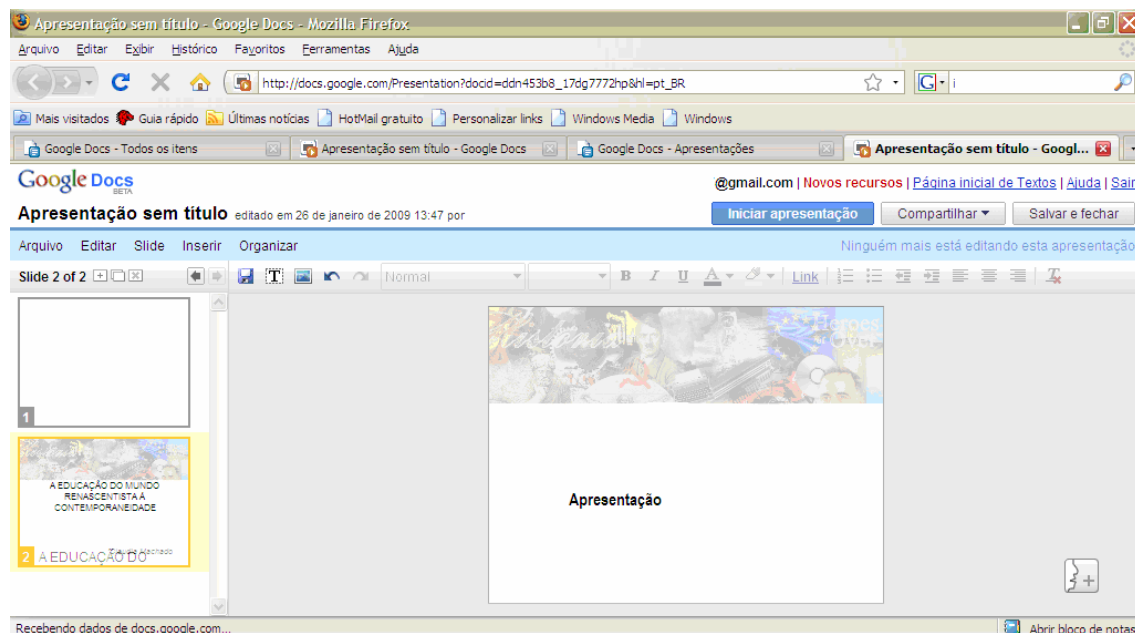 Apresentação sem título - Google Docs - Mozilla Firefox
Arquivo Editar Exibir Histórico Favoritos Ferramentas Ajuda
http://docs.google.com/Presentation?docid=ddn453b8_17dg7772hp&hl=pt_BR
G i
Mais visitados Guia rápido Últimas notícias HotMail gratuito Personalizar links Windows Media Windows
Google Docs - Todos os itens Apresentação sem título - Google Docs Google Docs - Apresentações Apresentação sem título - Googl...
Google Docs BETA
@gmail.com | Novos recursos | Página inicial de Textos | Ajuda | Sair
Apresentação sem título editado em 26 de janeiro de 2009 13:47 por
Iniciar apresentação Compartilhar Salvar e fechar
Arquivo Editar Slide Inserir Organizar Ninguém mais está editando esta apresentação
Slide 2 of 2 T Normal B I U A Link
1
A EDUCAÇÃO DO MUNDO
RENASCENTISTA À
CONTEMPORANEIDADE
Machado
2 A EDUCAÇÃO DO
Heroes
Apresentação
Recebendo dados de docs.google.com... Abrir bloco de notas